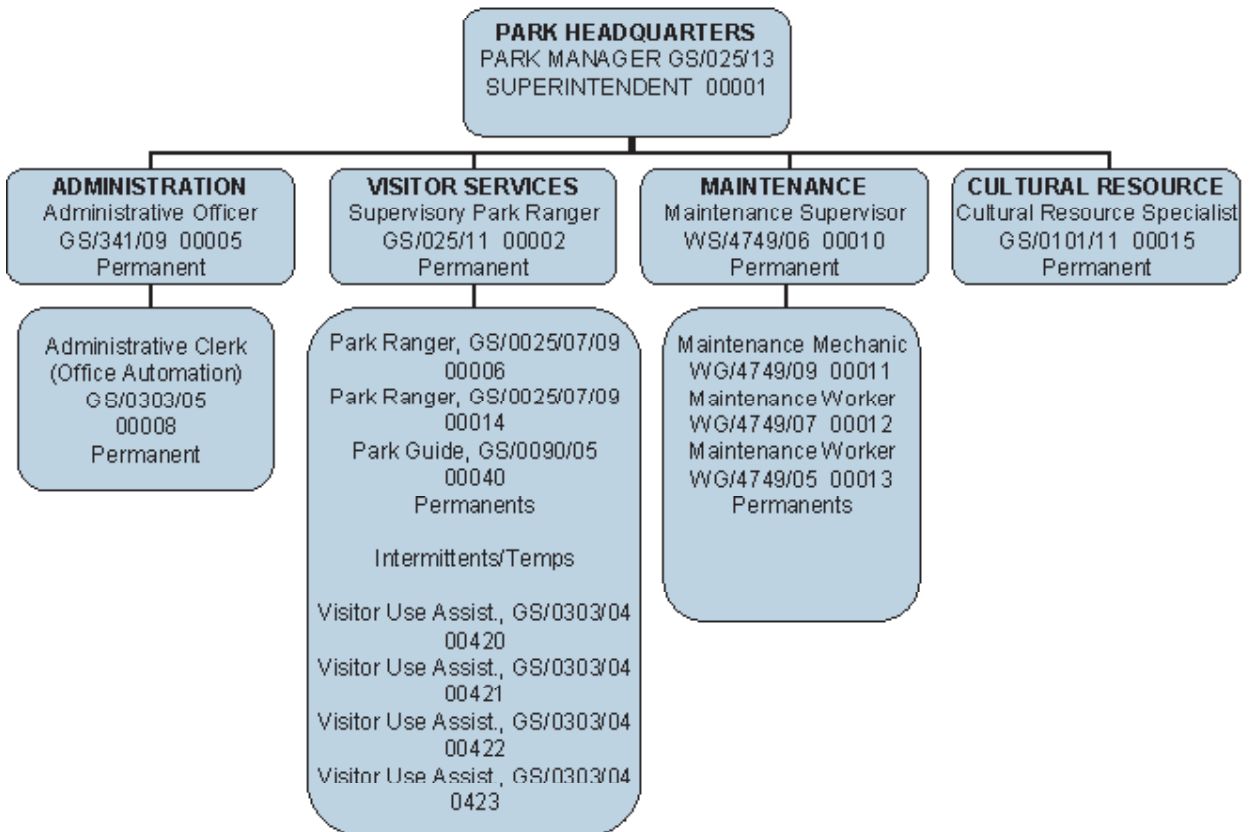 PARK HEADQUARTERS
PARK MANAGER GS/025/13
SUPERINTENDENT 00001
ADMINISTRATION
Administrative Officer
GS/341/09 00005
Permanent
VISITOR SERVICES
Supervisory Park Ranger
GS/025/11 00002
Permanent
MAINTENANCE
Maintenance Supervisor
WS/4749/06 00010
Permanent
CULTURAL RESOURCE
Cultural Resource Specialist
GS/0101/11 00015
Permanent
Administrative Clerk
(Office Automation)
GS/0303/05
00008
Permanent
Park Ranger, GS/0025/07/09
00006
Park Ranger, GS/0025/07/09
00014
Park Guide, GS/0090/05
00040
Permanents
Intermittents/Temps
Visitor Use Assist., GS/0303/04
00420
Visitor Use Assist., GS/0303/04
00421
Visitor Use Assist., GS/0303/04
00422
Visitor Use Assist., GS/0303/04
0423
Maintenance Mechanic
WG/4749/09 00011
Maintenance Worker
WG/4749/07 00012
Maintenance Worker
WG/4749/05 00013
Permanents